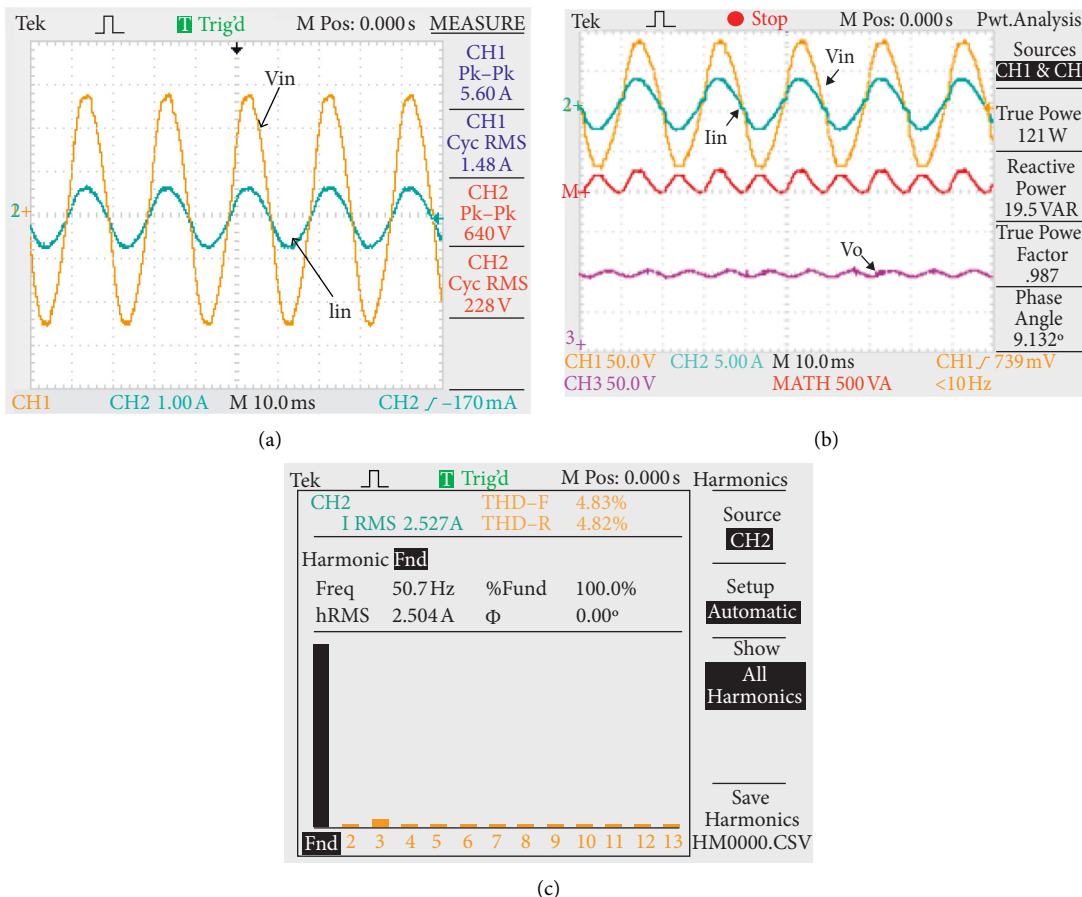 Tek Trig'd M Pos: 0.000 s MEASURE
T
Vin
Iin
2+
CH1
Pk–Pk
5.60 A
CH1
Cyc RMS
1.48 A
CH2
Pk–Pk
640 V
CH2
Cyc RMS
228 V
CH1 CH2 1.00 A M 10.0 ms CH2 –170 mA
(a)
Tek Stop M Pos: 0.000 s Pwt.Analysis
Vin
Iin
Vo
2+
M+
3+
Sources
CH1 & CH
True Powe
121 W
Reactive
Power
19.5 VAR
True Powe
Factor
.987
Phase
Angle
9.132º
CH1 50.0 V CH2 5.00 A M 10.0 ms CH1 739 mV
CH3 50.0 V MATH 500 VA <10 Hz
(b)
Tek T Trig'd M Pos: 0.000 s Harmonics
CH2 THD–F 4.83%
I RMS 2.527 A THD–R 4.82%
Harmonic Fnd
Freq 50.7 Hz %Fund 100.0%
hRMS 2.504 A Φ 0.00º
Fnd 2 3 4 5 6 7 8 9 10 11 12 13
Source
CH2
Setup
Automatic
Show
All
Harmonics
Save
Harmonics
HM0000.CSV
(c)